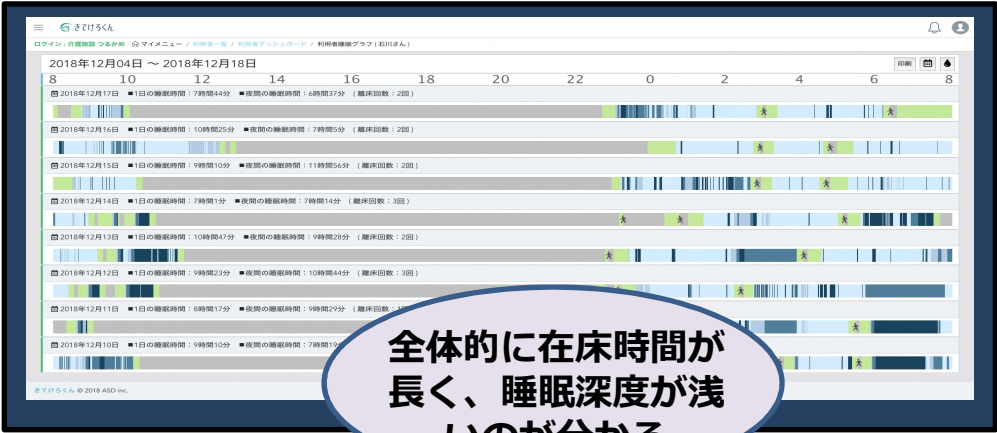 きてけろくん
ログイン：介護施設 つるかめ マイメニュー / 利用者一覧 / 利用者ダッシュボード / 利用者睡眠グラフ ( 石川さん )
2018年12月04日 ～ 2018年12月18日
印刷
8 10 12 14 16 18 20 22 0 2 4 6 8
2018年12月17日 ■1日の睡眠時間：7時間44分 ■夜間の睡眠時間：6時間37分 （離床回数：2回）
2018年12月16日 ■1日の睡眠時間：10時間25分 ■夜間の睡眠時間：7時間5分 （離床回数：2回）
2018年12月15日 ■1日の睡眠時間：9時間10分 ■夜間の睡眠時間：11時間56分 （離床回数：2回）
2018年12月14日 ■1日の睡眠時間：7時間1分 ■夜間の睡眠時間：7時間14分 （離床回数：3回）
2018年12月13日 ■1日の睡眠時間：10時間47分 ■夜間の睡眠時間：9時間28分 （離床回数：2回）
2018年12月12日 ■1日の睡眠時間：9時間23分 ■夜間の睡眠時間：10時間44分 （離床回数：3回）
2018年12月11日 ■1日の睡眠時間：8時間17分 ■夜間の睡眠時間：9時間29分 （離床回数：
2018年12月10日 ■1日の睡眠時間：9時間10分 ■夜間の睡眠時間：7時間19
きてけろくん © 2018 ASD inc.
全体的に在床時間が
長く、睡眠深度が浅
いのが分かる